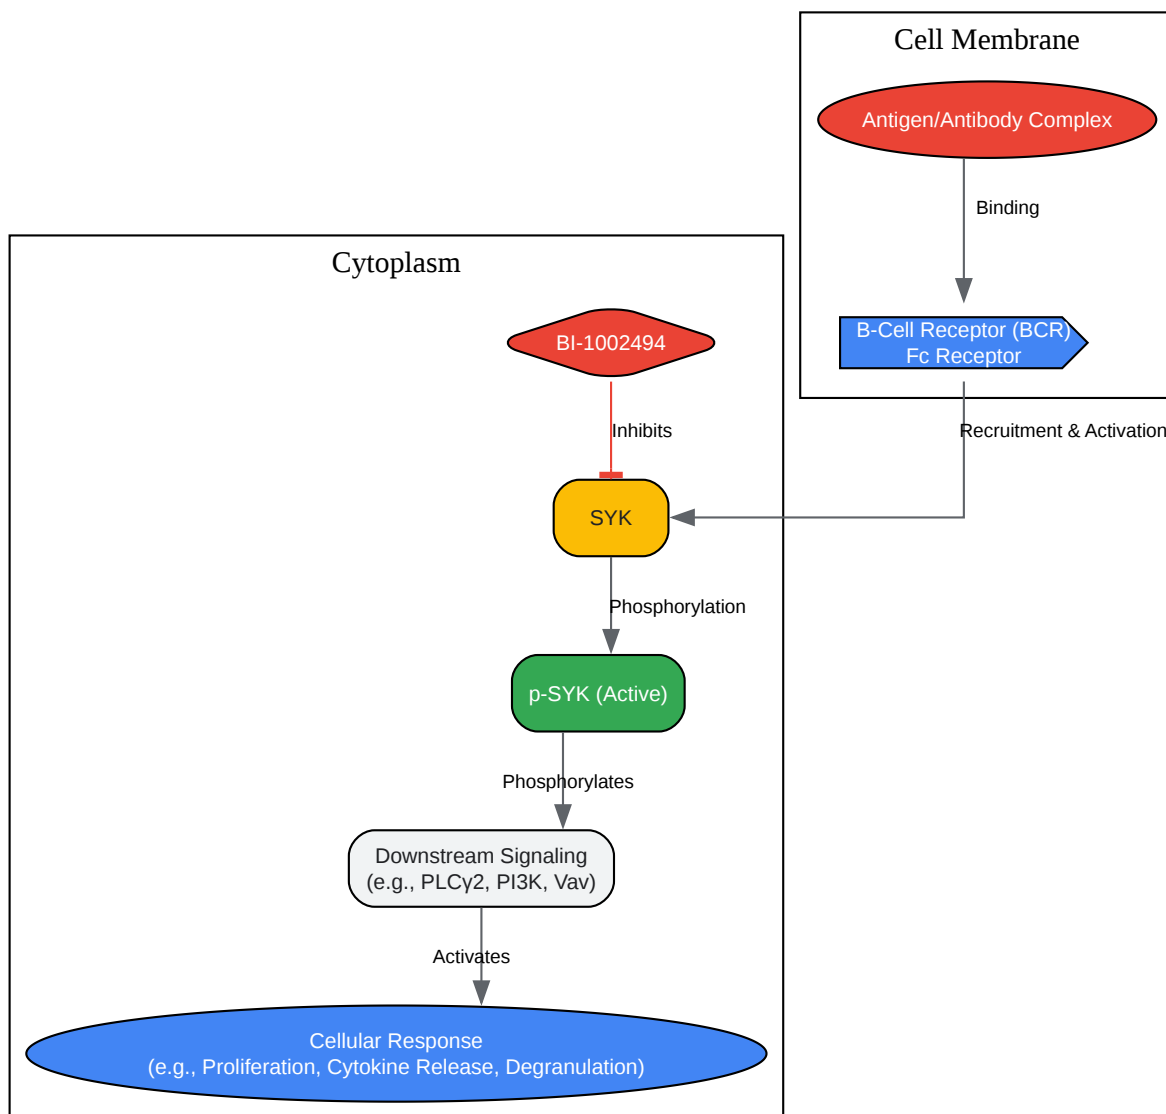 Cell Membrane
Antigen/Antibody Complex
Binding
B-Cell Receptor (BCR)
Fc Receptor
Recruitment & Activation
Cytoplasm
BI-1002494
Inhibits
SYK
Phosphorylation
p-SYK (Active)
Phosphorylates
Downstream Signaling
(e.g., PLCγ2, PI3K, Vav)
Activates
Cellular Response
(e.g., Proliferation, Cytokine Release, Degranulation)